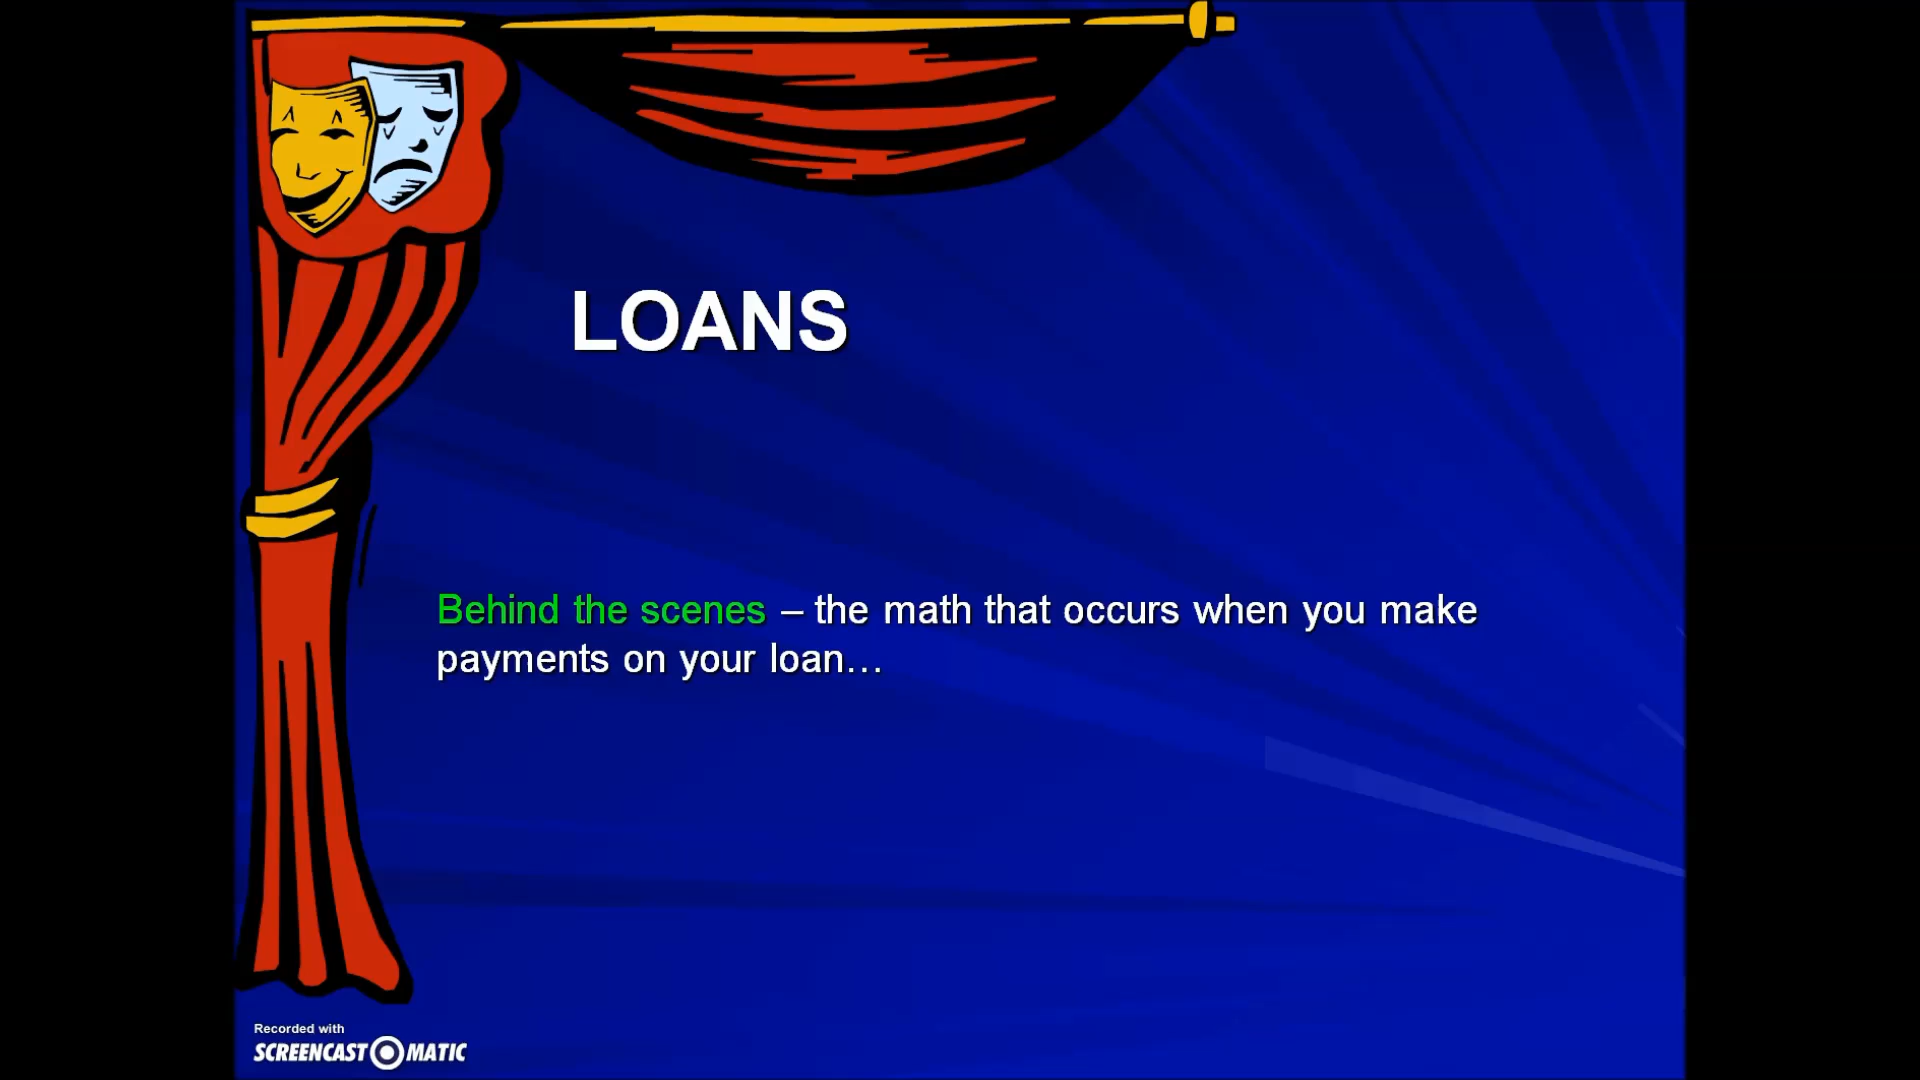 LOANS
Behind the scenes – the math that occurs when you make
payments on your loan…
Recorded with
SCREENCAST MATIC